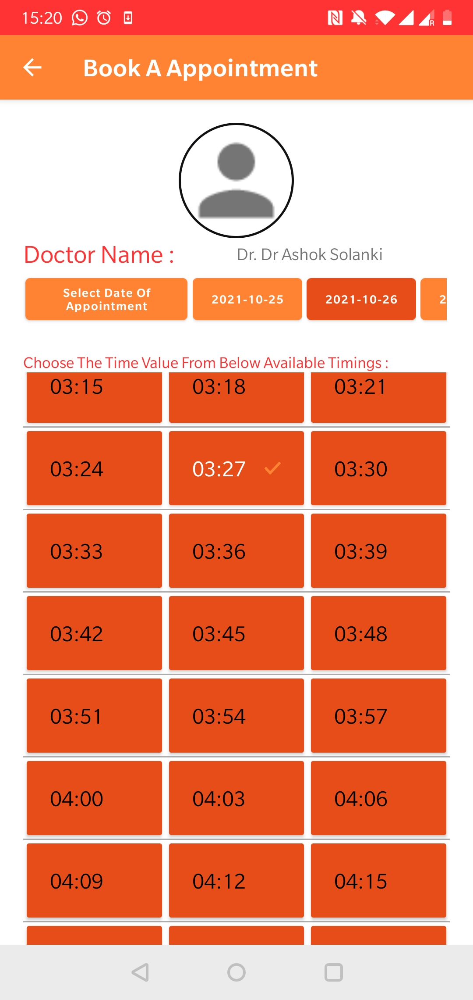 15:20
R
Book A Appointment
Doctor Name :
Dr. Dr Ashok Solanki
Select Date Of
Appointment
2021-10-25
2021-10-26
2
Choose The Time Value From Below Available Timings :
03:15 03:18 03:21
03:24 03:27 03:30
03:33 03:36 03:39
03:42 03:45 03:48
03:51 03:54 03:57
04:00 04:03 04:06
04:09 04:12 04:15